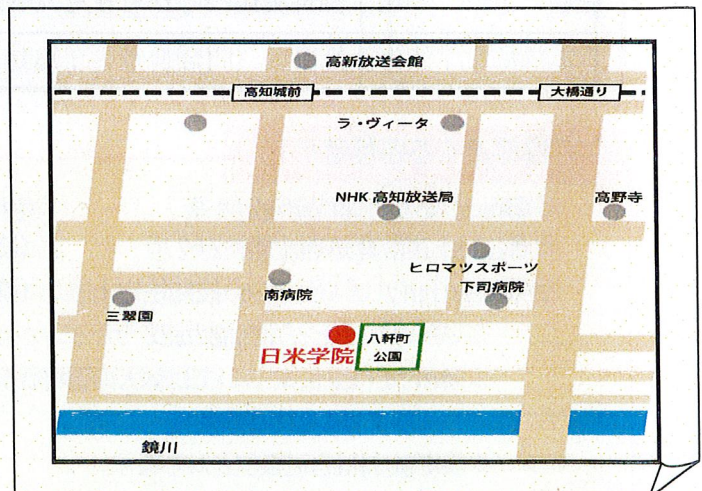 高新放送会館
高知城前
大橋通り
ラ・ヴィータ
NHK 高知放送局
高野寺
ヒロマツスポーツ
下司病院
南病院
三翠園
日米学院
八軒町
公園
鏡川